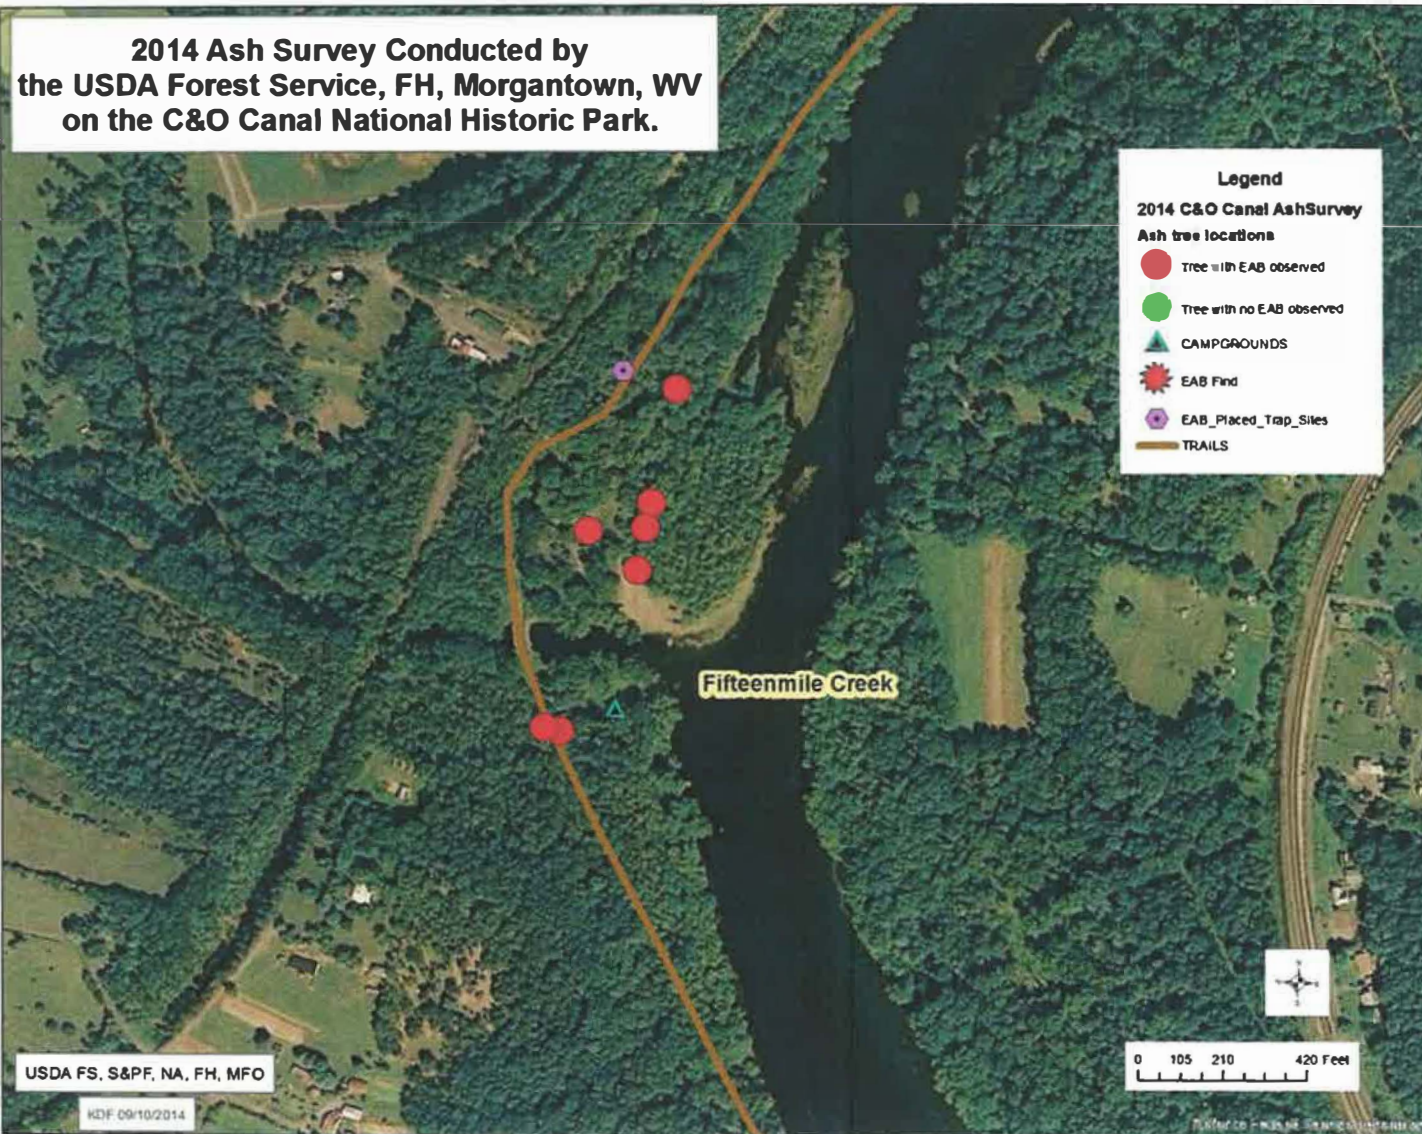 2014 Ash Survey Conducted by
the USDA Forest Service, FH, Morgantown, WV
on the C&O Canal National Historic Park.
Legend
2014 C&O Canal AshSurvey
Ash tree locations
Tree with EAB observed
Tree with no EAB observed
CAMPGROUNDS
EAB Find
EAB_Placed_Trap_Sites
TRAILS
Fifteenmile Creek
0 105 210 420 Feet
USDA FS, S&PF, NA, FH, MFO
KDF 09/10/2014